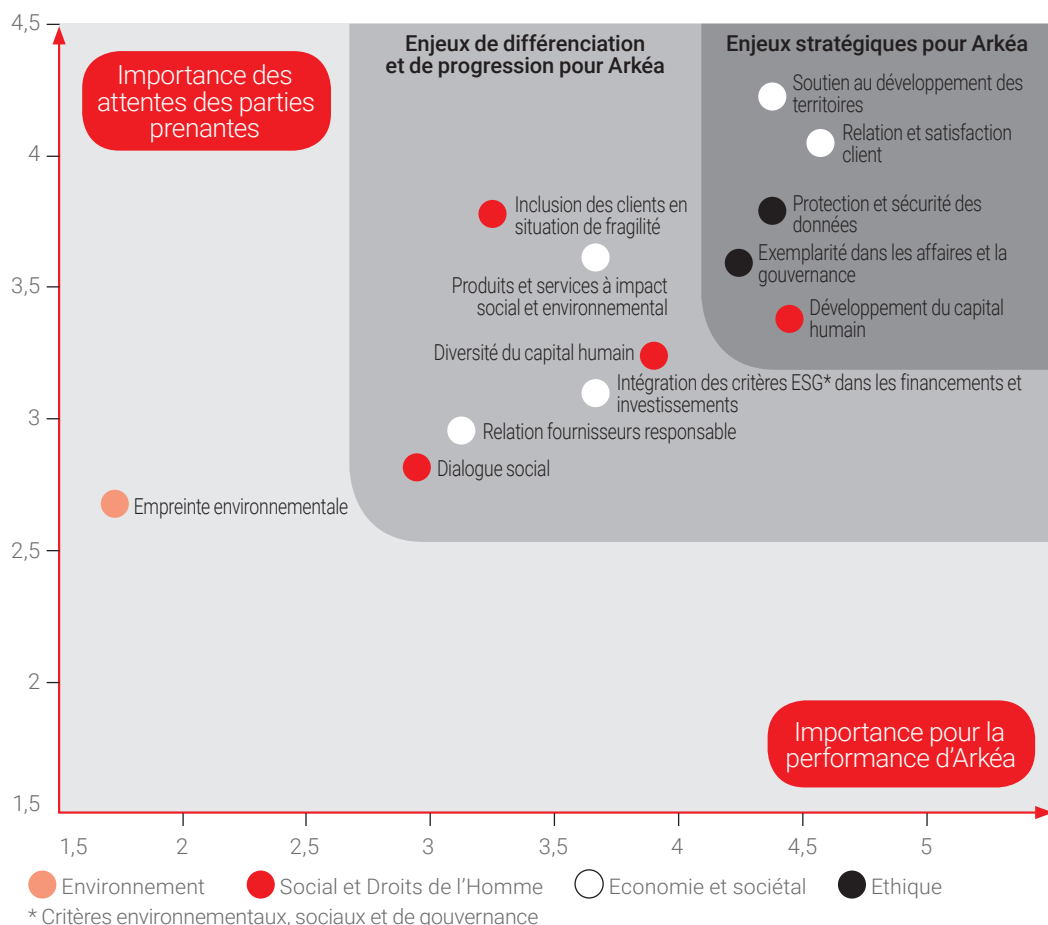 4,5
Importance des
attentes des parties
prenantes
Enjeux de différenciation
et de progression pour Arkéa
Enjeux stratégiques pour Arkéa
Soutien au développement des
territoires
Relation et satisfaction
client
4
Inclusion des clients en
situation de fragilité
Protection et sécurité des
données
Exemplarité dans les affaires et la
gouvernance
3,5
Produits et services à impact
social et environnemental
Développement du capital
humain
Diversité du capital humain
Intégration des critères ESG* dans les financements et
investissements
3
Relation fournisseurs responsable
Dialogue social
Empreinte environnementale
2,5
2
Importance pour la
performance d'Arkéa
1,5
1,5 2 2,5 3 3,5 4 4,5 5
Environnement Social et Droits de l'Homme Economie et sociétal Ethique
* Critères environnementaux, sociaux et de gouvernance